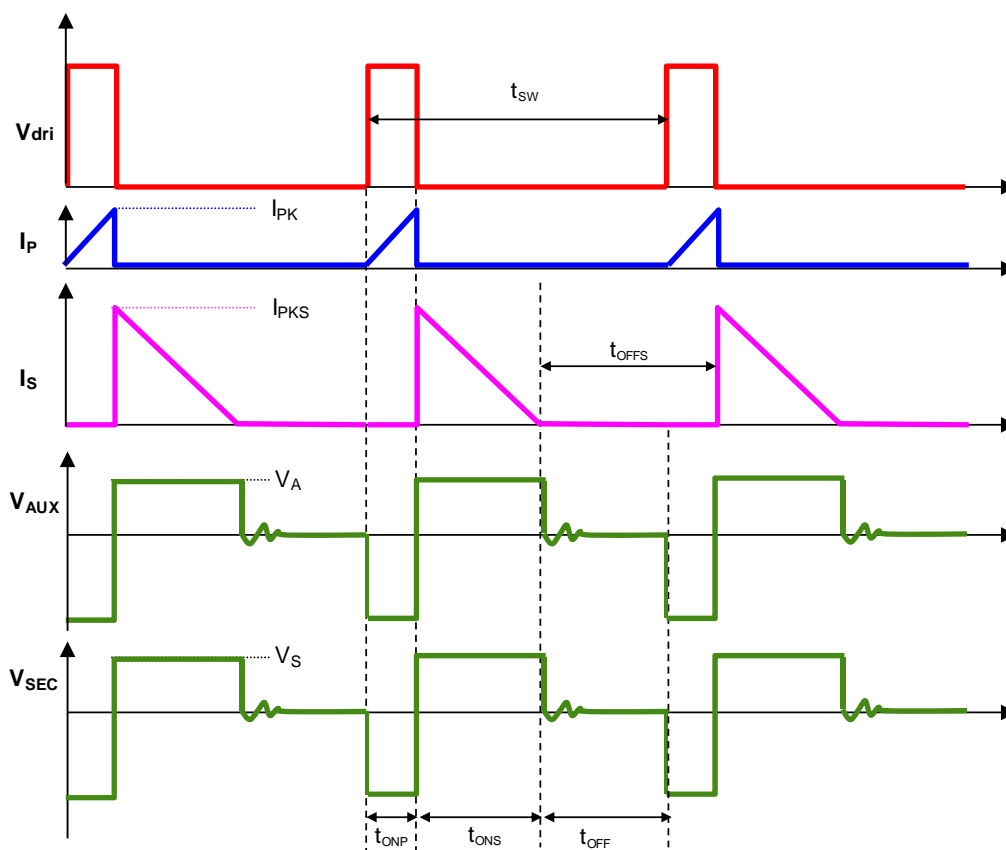 Vdri
tSW
IPK
IP
IPKS
tOFFS
IS
VA
VAUX
VS
VSEC
tONP
tONS
tOFF